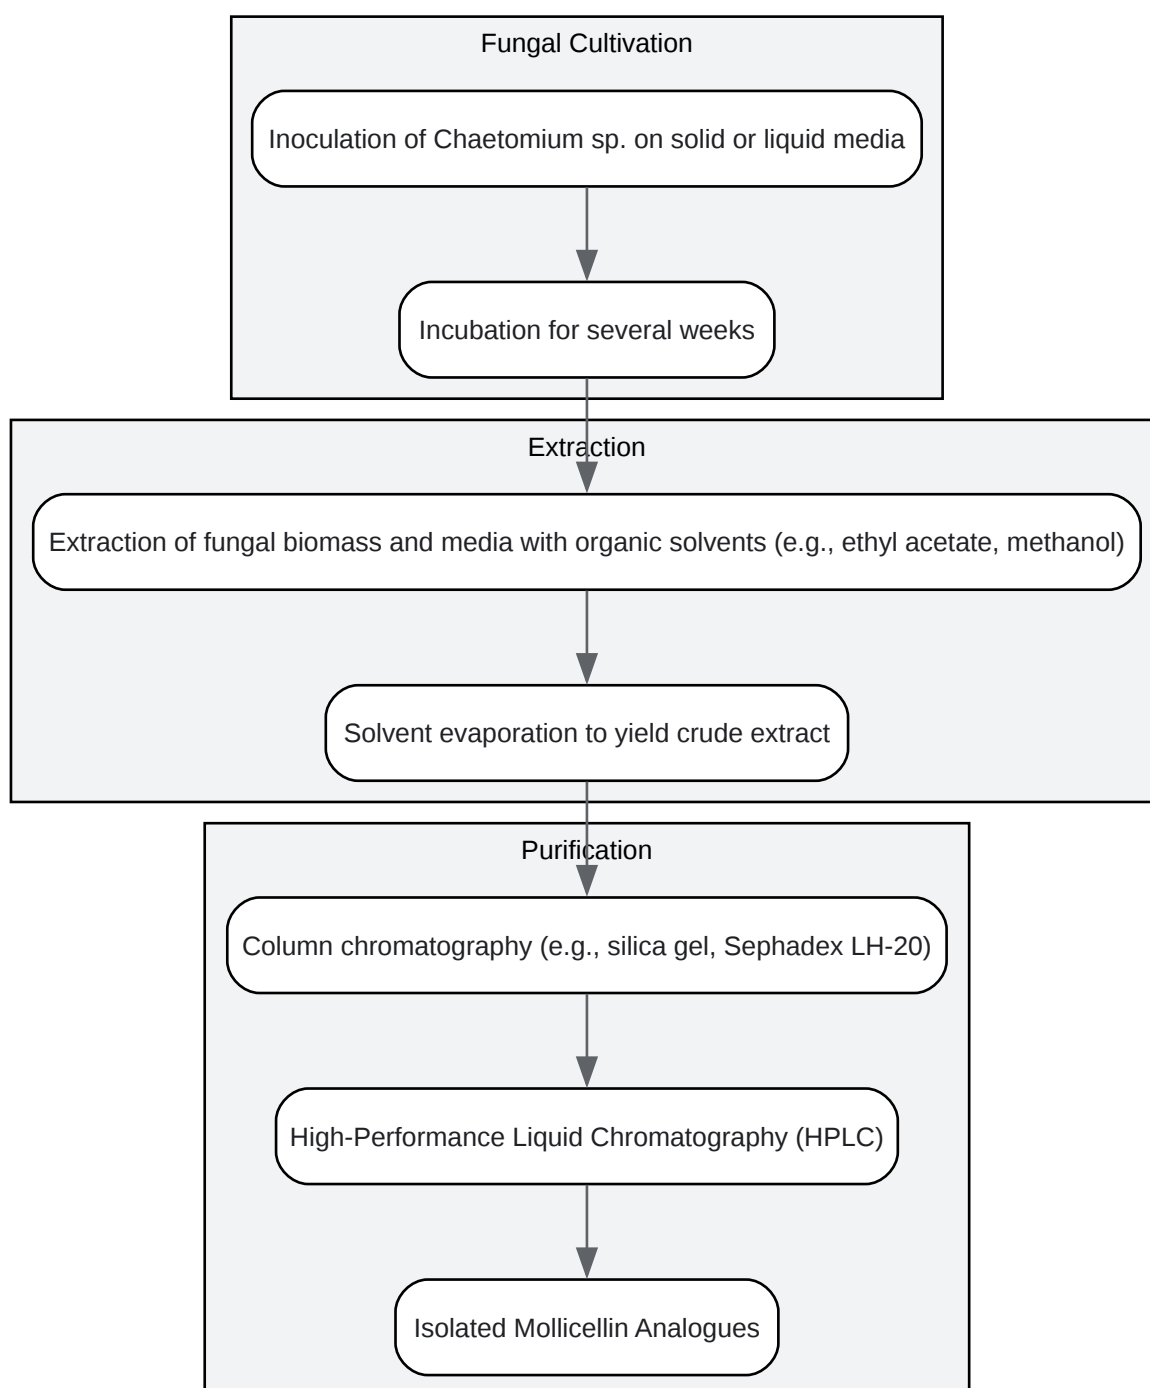 Fungal Cultivation
Inoculation of Chaetomium sp. on solid or liquid media
Incubation for several weeks
Extraction
Extraction of fungal biomass and media with organic solvents (e.g., ethyl acetate, methanol)
Solvent evaporation to yield crude extract
Purification
Column chromatography (e.g., silica gel, Sephadex LH-20)
High-Performance Liquid Chromatography (HPLC)
Isolated Mollicellin Analogues